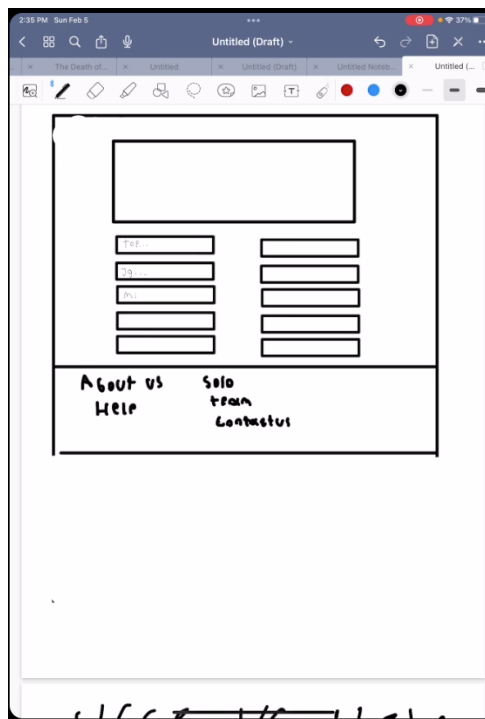 2:35 PM Sun Feb 5
37%
Untitled (Draft)
The Death of...
Untitled
Untitled (Draft)
Untitled Noteb...
Untitled (...
Top...
Jg...
Mi
About us
Solo
Help
Team
Contactus